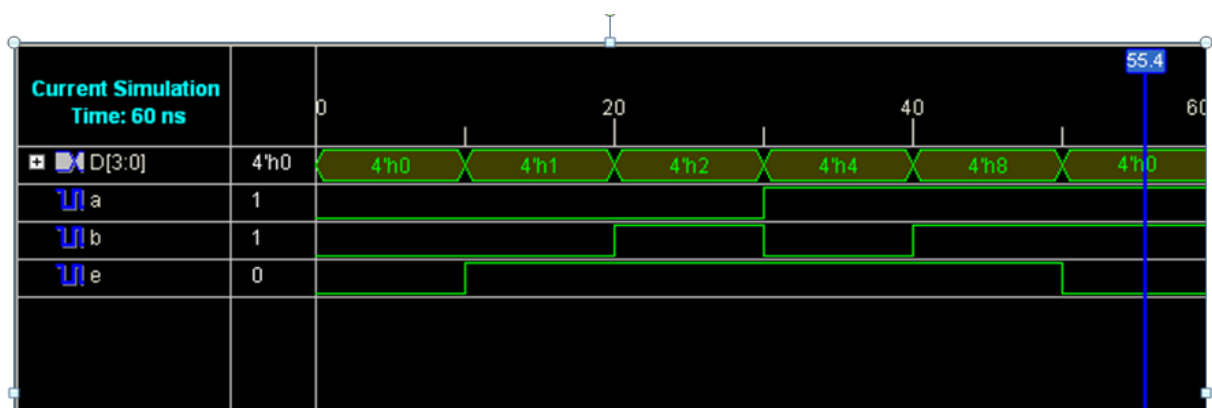 55.4
Current Simulation
Time: 60 ns
0 20 40 60
D[3:0] 4'h0 4'h0 4'h1 4'h2 4'h4 4'h8 4'h0
a 1
b 1
e 0